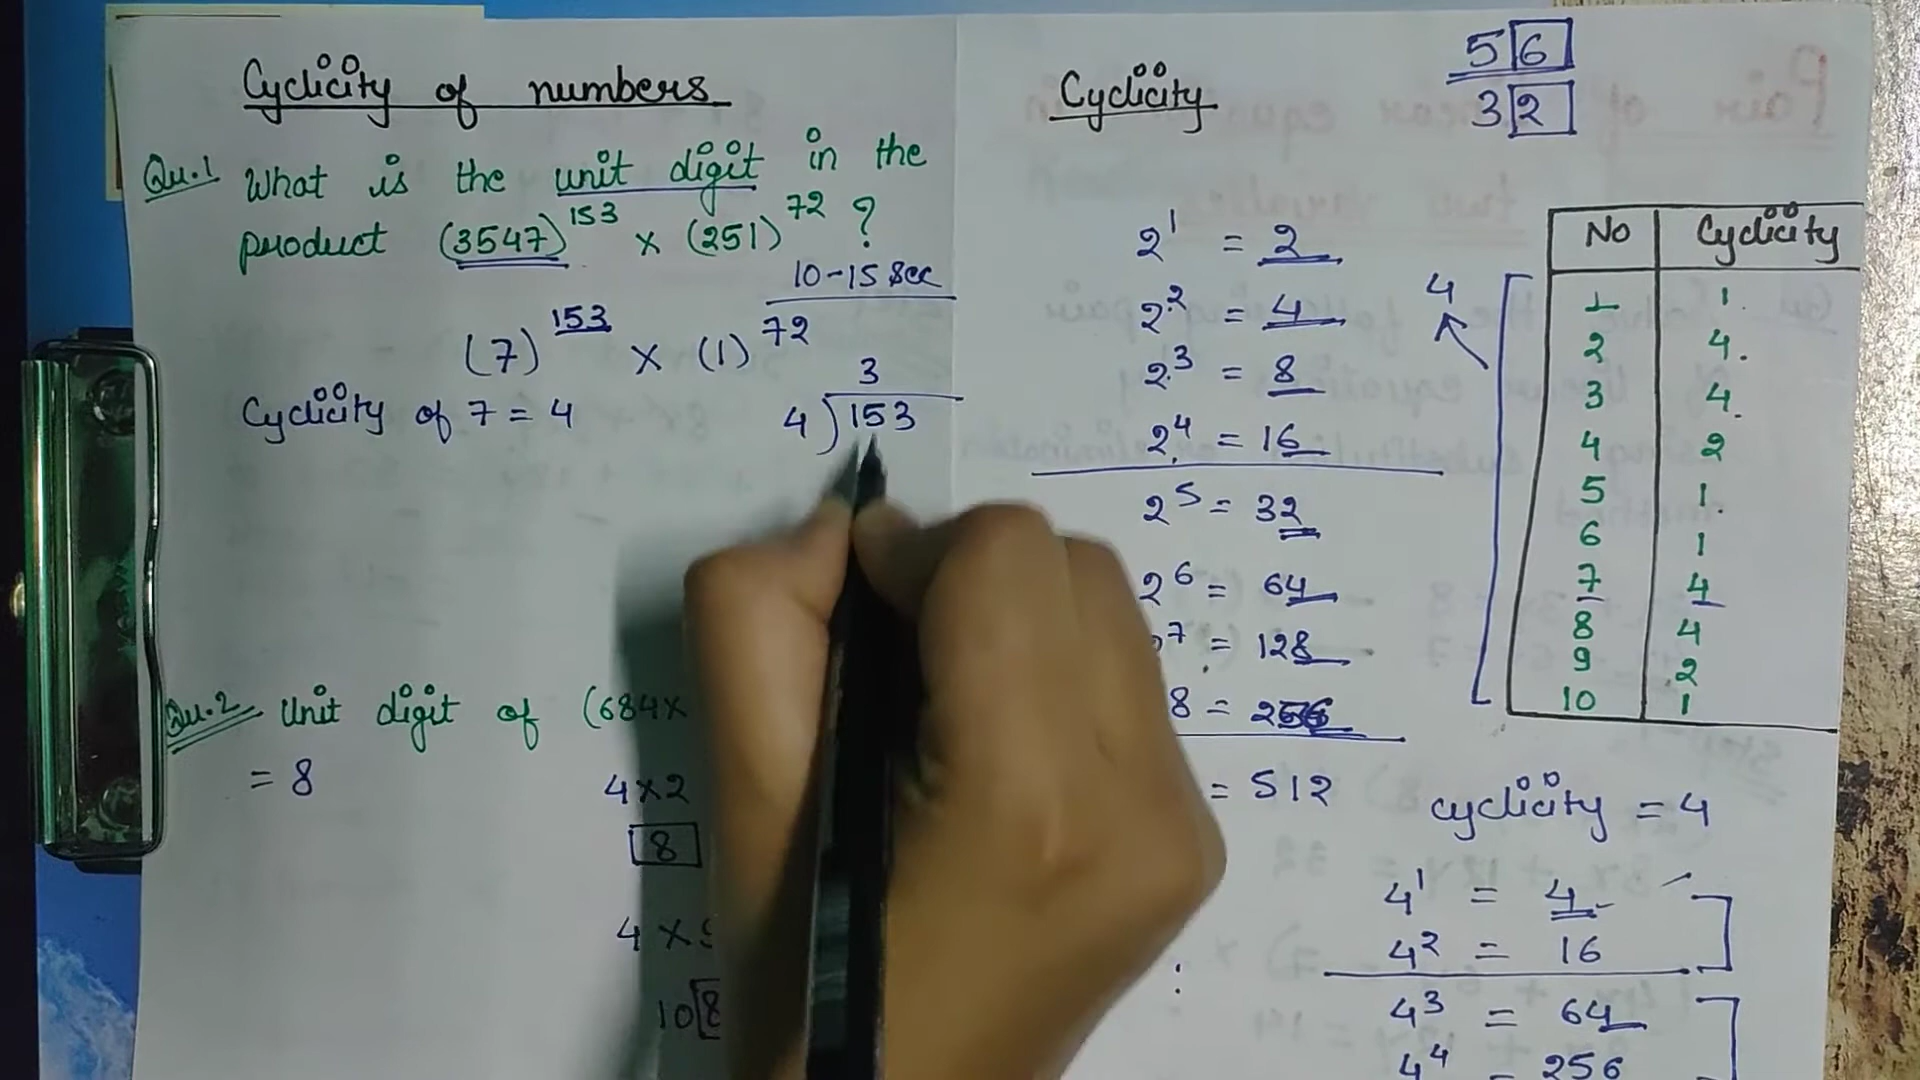 Cyclicity of numbers
Qu.1 What is the unit digit in the
product (3547)^153 x (251)^72 ?
10-15 sec
(7)^153 x (1)^72
3
Cyclicity of 7 = 4
4)153
Qu.2 Unit digit of (684x
= 8
4x2
8
4x
10 8
Cyclicity
56
32
2^1 = 2
2^2 = 4
2^3 = 8
2^4 = 16
2^5 = 32
2^6 = 64
7 = 128
8 = 256
= 512
4
No Cyclicity
1 1
2 4
3 4
4 2
5 1
6 1
7 4
8 4
9 2
10 1
cyclicity = 4
4^1 = 4
4^2 = 16
4^3 = 64
4^4 = 256